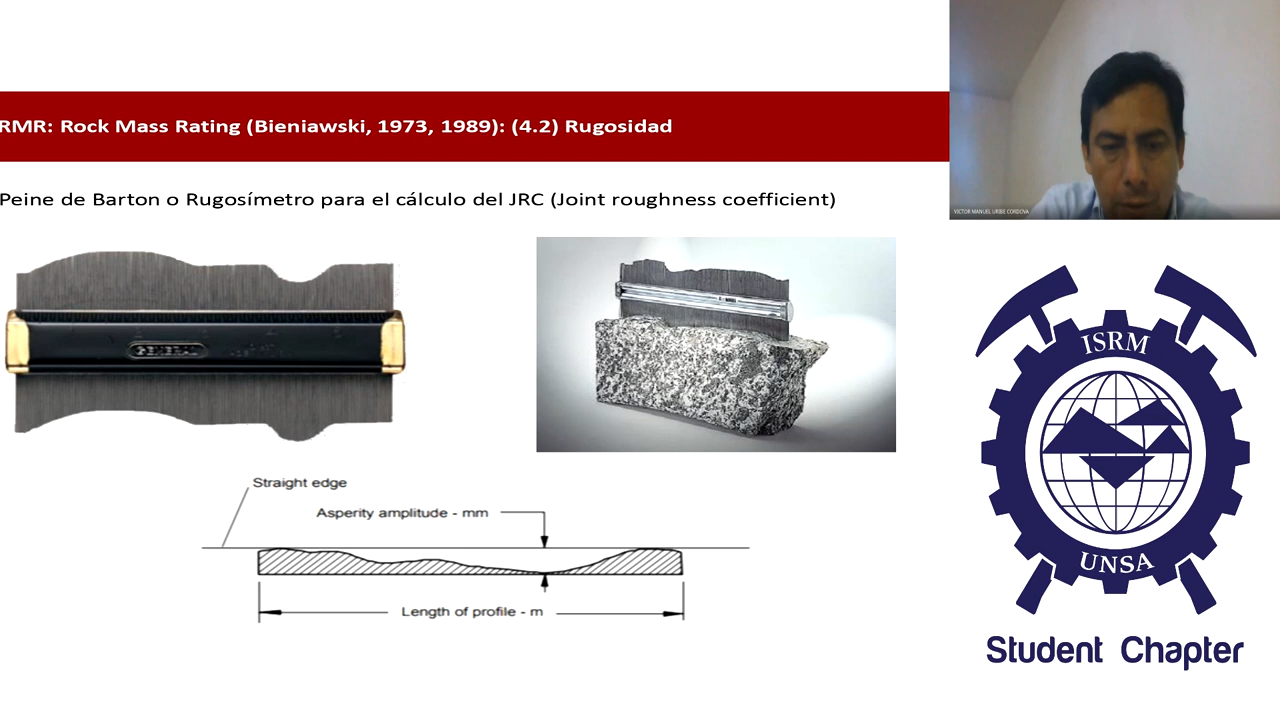 RMR: Rock Mass Rating (Bieniawski, 1973, 1989): (4.2) Rugosidad
Peine de Barton o Rugosímetro para el cálculo del JRC (Joint roughness coefficient)
VICTOR MANUEL URIBE CORDOVA
GENERAL
Straight edge
Asperity amplitude - mm
Length of profile - m
ISRM
UNSA
Student Chapter